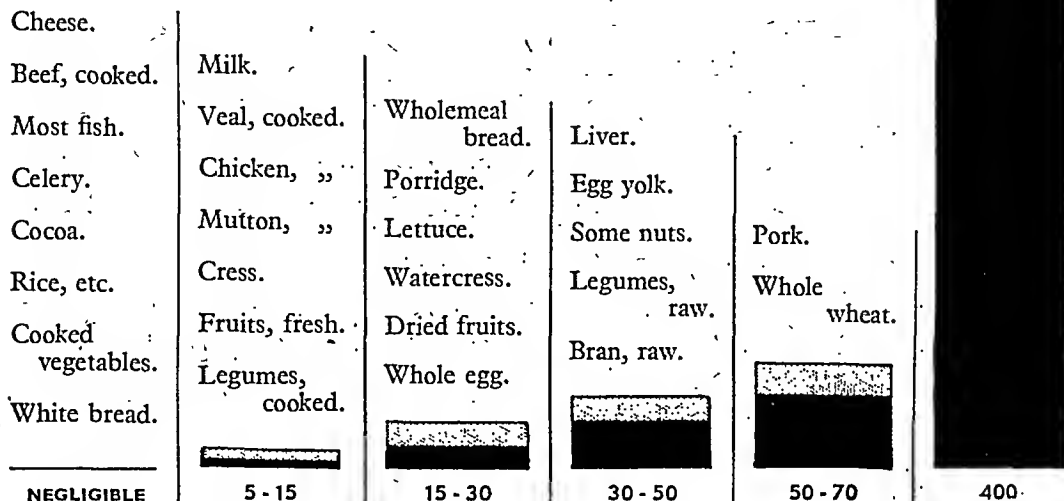 Cheese.
Beef, cooked.
Most fish.
Celery.
Cocoa.
Rice, etc.
Cooked
vegetables.
White bread.
NEGLIGIBLE
Milk.
Veal, cooked.
Chicken, „
Mutton, „
Cress.
Fruits, fresh.
Legumes,
cooked.
5 - 15
Wholemeal
bread.
Porridge.
Lettuce.
Watercress.
Dried fruits.
Whole egg.
15 - 30
Liver.
Egg yolk.
Some nuts.
Legumes,
raw.
Bran, raw.
30 - 50
Pork.
Whole
wheat.
50 - 70
400